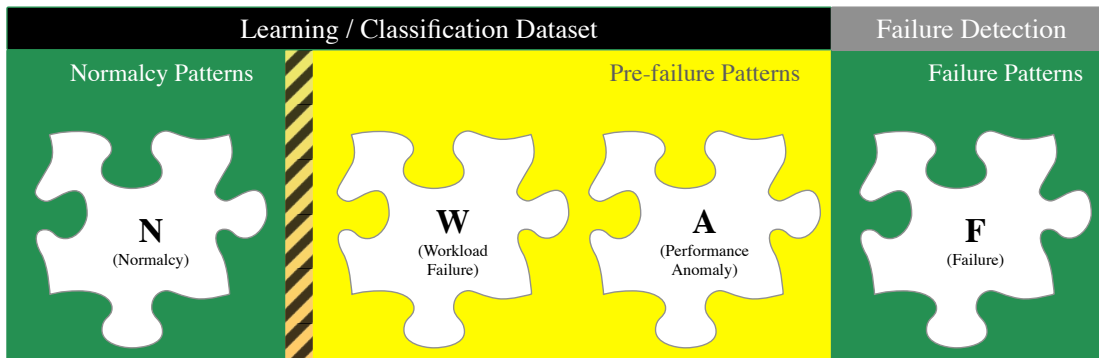 Learning / Classification Dataset
Failure Detection
Normalcy Patterns
Pre-failure Patterns
Failure Patterns
N
(Normalcy)
W
(Workload
Failure)
A
(Performance
Anomaly)
F
(Failure)